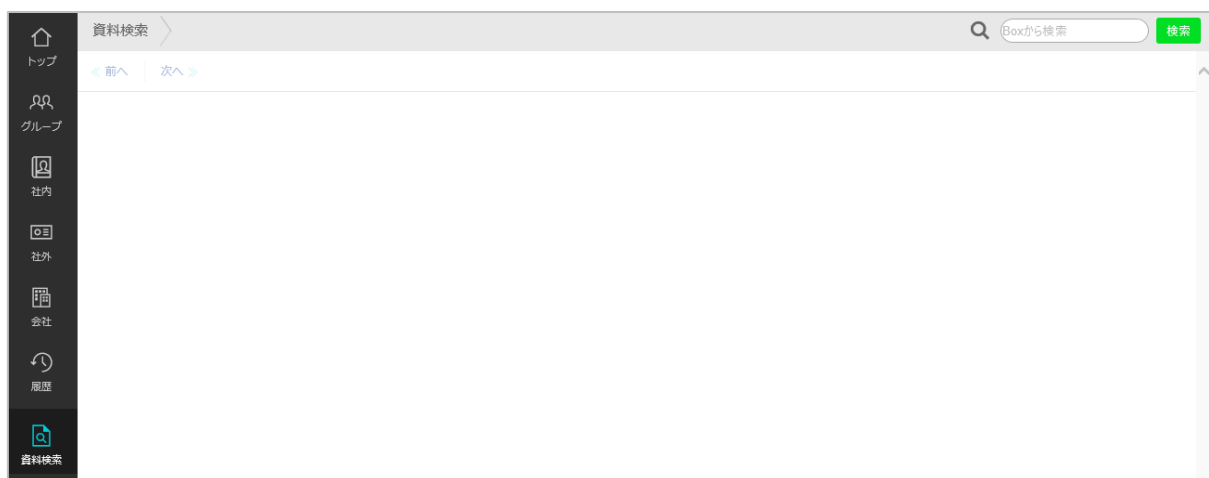 資料検索
Boxから検索
検索
≪ 前へ 次へ ≫
トップ
グループ
社内
社外
会社
履歴
資料検索